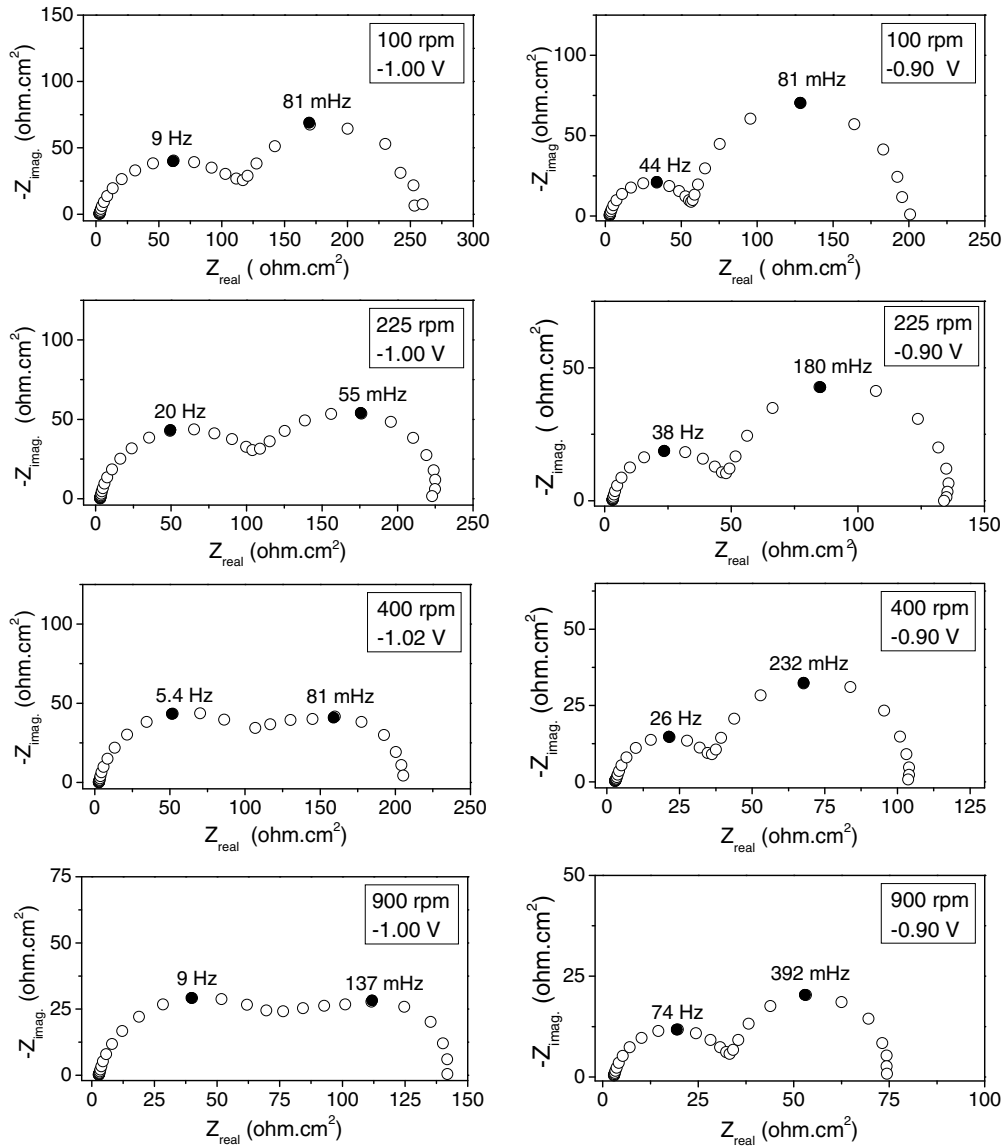 100 rpm
-1.00 V
9 Hz
81 mHz
-Z_imag. (ohm.cm²)
150
100
50
0
0 50 100 150 200 250 300
Z_real ( ohm.cm²)
100 rpm
-0.90 V
44 Hz
81 mHz
-Z_imag (ohm.cm²)
100
50
0
0 50 100 150 200 250
Z_real ( ohm.cm²)
225 rpm
-1.00 V
20 Hz
55 mHz
-Z_imag. (ohm.cm²)
100
50
0
0 50 100 150 200 250
Z_real (ohm.cm²)
225 rpm
-0.90 V
38 Hz
180 mHz
-Z_imag. ( ohm.cm²)
50
0
0 50 100 150
Z_real (ohm.cm²)
400 rpm
-1.02 V
5.4 Hz
81 mHz
-Z_imag. (ohm.cm²)
100
50
0
0 50 100 150 200 250
Z_real (ohm.cm²)
400 rpm
-0.90 V
26 Hz
232 mHz
-Z_imag. (ohm.cm²)
50
25
0
0 25 50 75 100 125
Z_real (ohm.cm²)
900 rpm
-1.00 V
9 Hz
137 mHz
-Z_imag. (ohm.cm²)
75
50
25
0
0 25 50 75 100 125 150
Z_real (ohm.cm²)
900 rpm
-0.90 V
74 Hz
392 mHz
-Z_imag. (ohm.cm²)
50
25
0
0 25 50 75 100
Z_real (ohm.cm²)